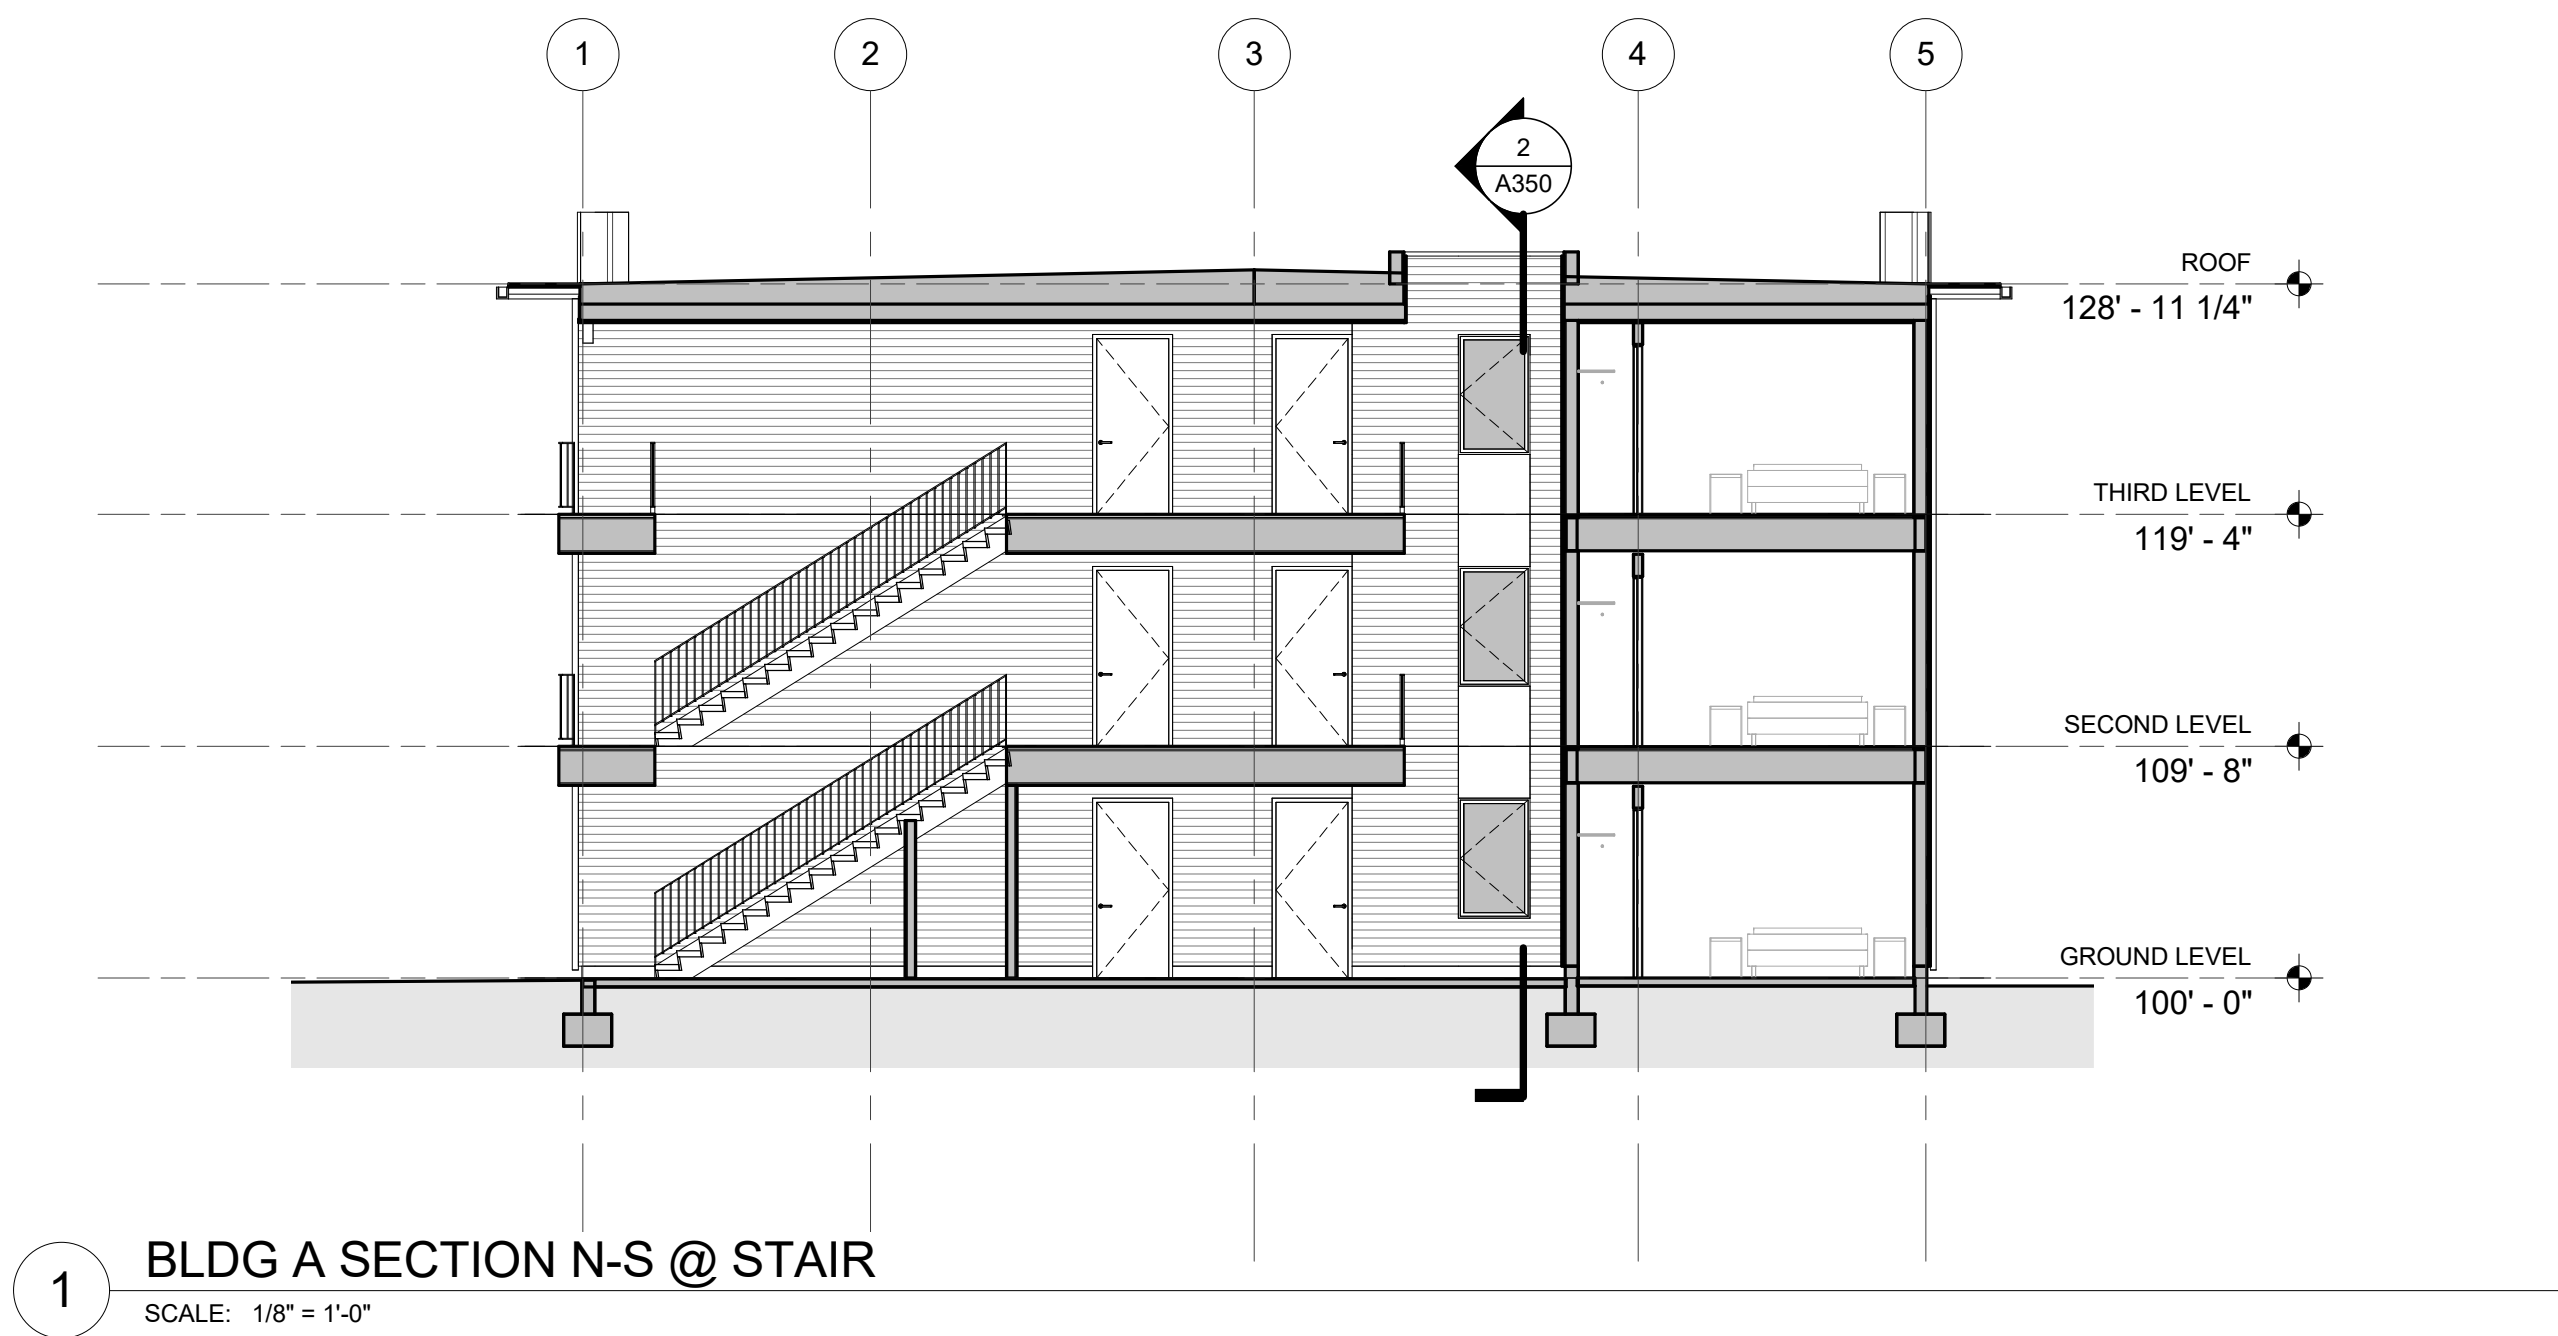 1 2 3 4 5
2
A350
ROOF
128' - 11 1/4"
THIRD LEVEL
119' - 4"
SECOND LEVEL
109' - 8"
GROUND LEVEL
100' - 0"
1
BLDG A SECTION N-S @ STAIR
SCALE: 1/8" = 1'-0"